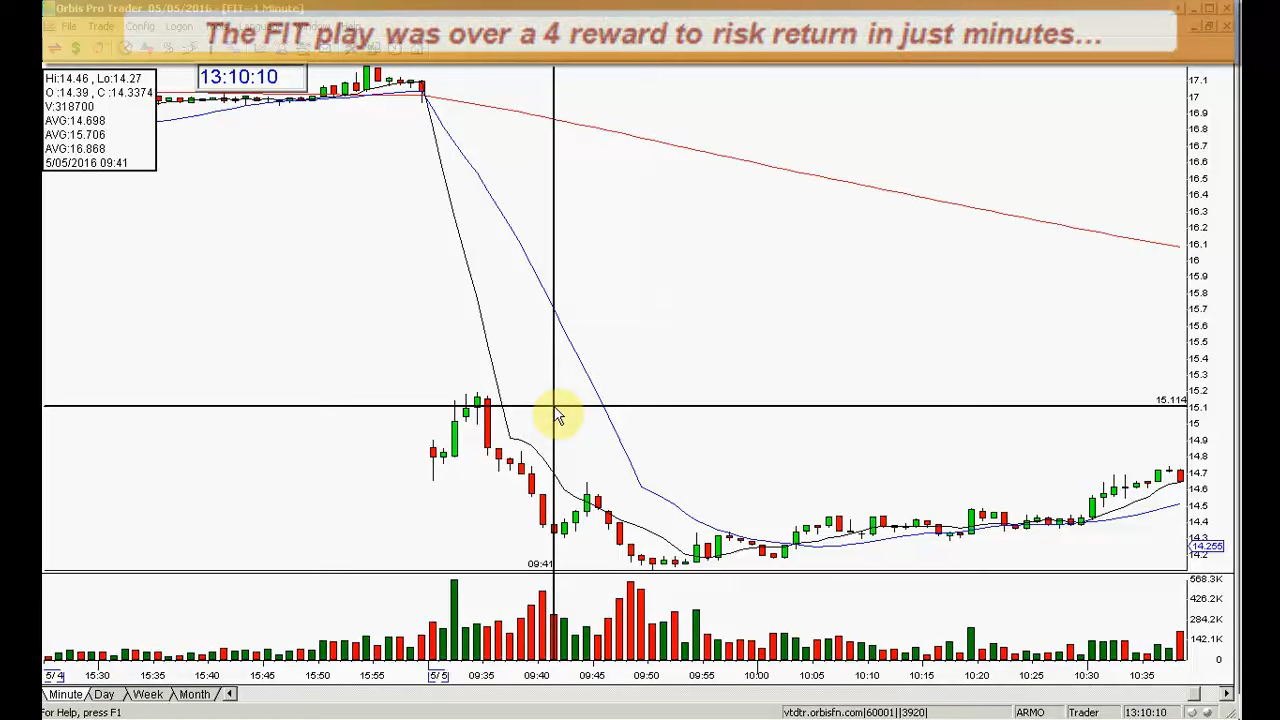 Orbis Pro Trader 05/05/2016 - [FIT--1 Minute]
The FIT play was over a 4 reward to risk return in just minutes...
File Trade Config Logon
Hi:14.46 , Lo:14.27
O :14.39 , C :14.3374
V:318700
AVG:14.698
AVG:15.706
AVG:16.868
5/05/2016 09:41
13:10:10
17.1
17
16.9
16.8
16.7
16.6
16.5
16.4
16.3
16.2
16.1
16
15.9
15.8
15.7
15.6
15.5
15.4
15.3
15.2
15.114
15.1
15
14.9
14.8
14.7
14.6
14.5
14.4
14.3
14.255
14.2
09:41
568.3K
426.2K
284.2K
142.1K
0
5/4 15:30 15:35 15:40 15:45 15:50 15:55 5/5 09:35 09:40 09:45 09:50 09:55 10:00 10:05 10:10 10:15 10:20 10:25 10:30 10:35
Minute Day Week Month
For Help, press F1
vtdtr.orbisfn.com|60001||3920| ARMO Trader 13:10:10